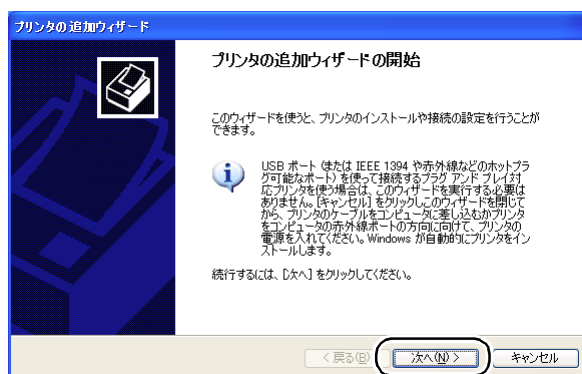 プリンタの追加ウィザード
プリンタの追加ウィザードの開始
このウィザードを使うと、プリンタのインストールや接続の設定を行うことが
できます。
USB ポート (または IEEE 1394 や赤外線などのホットプラ
グ可能なポート) を使って接続するプラグ アンド プレイ対
応プリンタを使う場合は、このウィザードを実行する必要は
ありません。[キャンセル] をクリックしこのウィザードを閉じて
から、プリンタのケーブルをコンピュータに差し込むかプリンタ
をコンピュータの赤外線ポートの方向に向けて、プリンタの
電源を入れてください。Windows が自動的にプリンタをイン
ストールします。
続行するには、[次へ] をクリックしてください。
< 戻る(B)
次へ(N) >
キャンセル